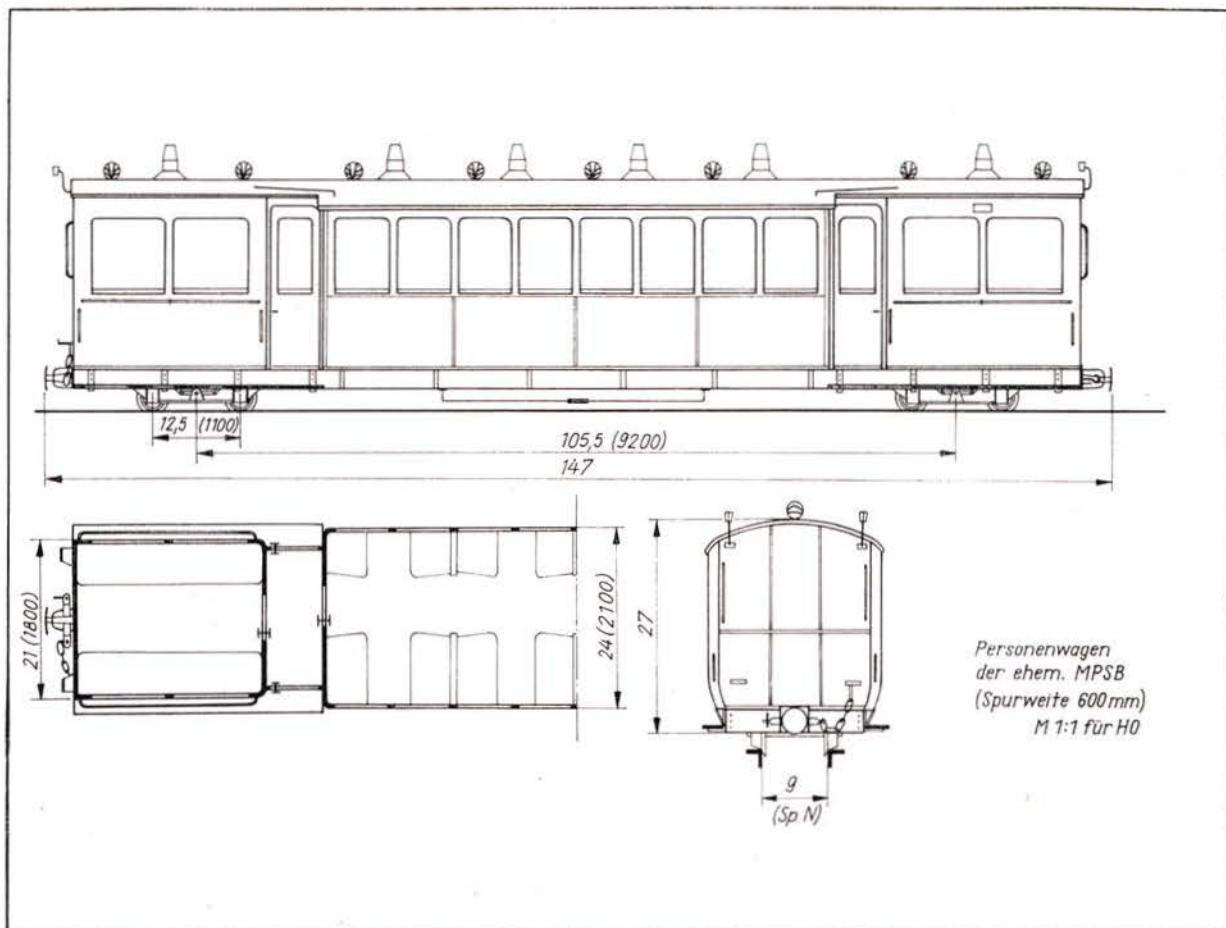 12,5 (1100)
105,5 (9200)
147
21 (1800)
24 (2100)
27
9
(Sp N)
Personenwagen
der ehem. MPSB
(Spurweite 600mm)
M 1:1 für H0